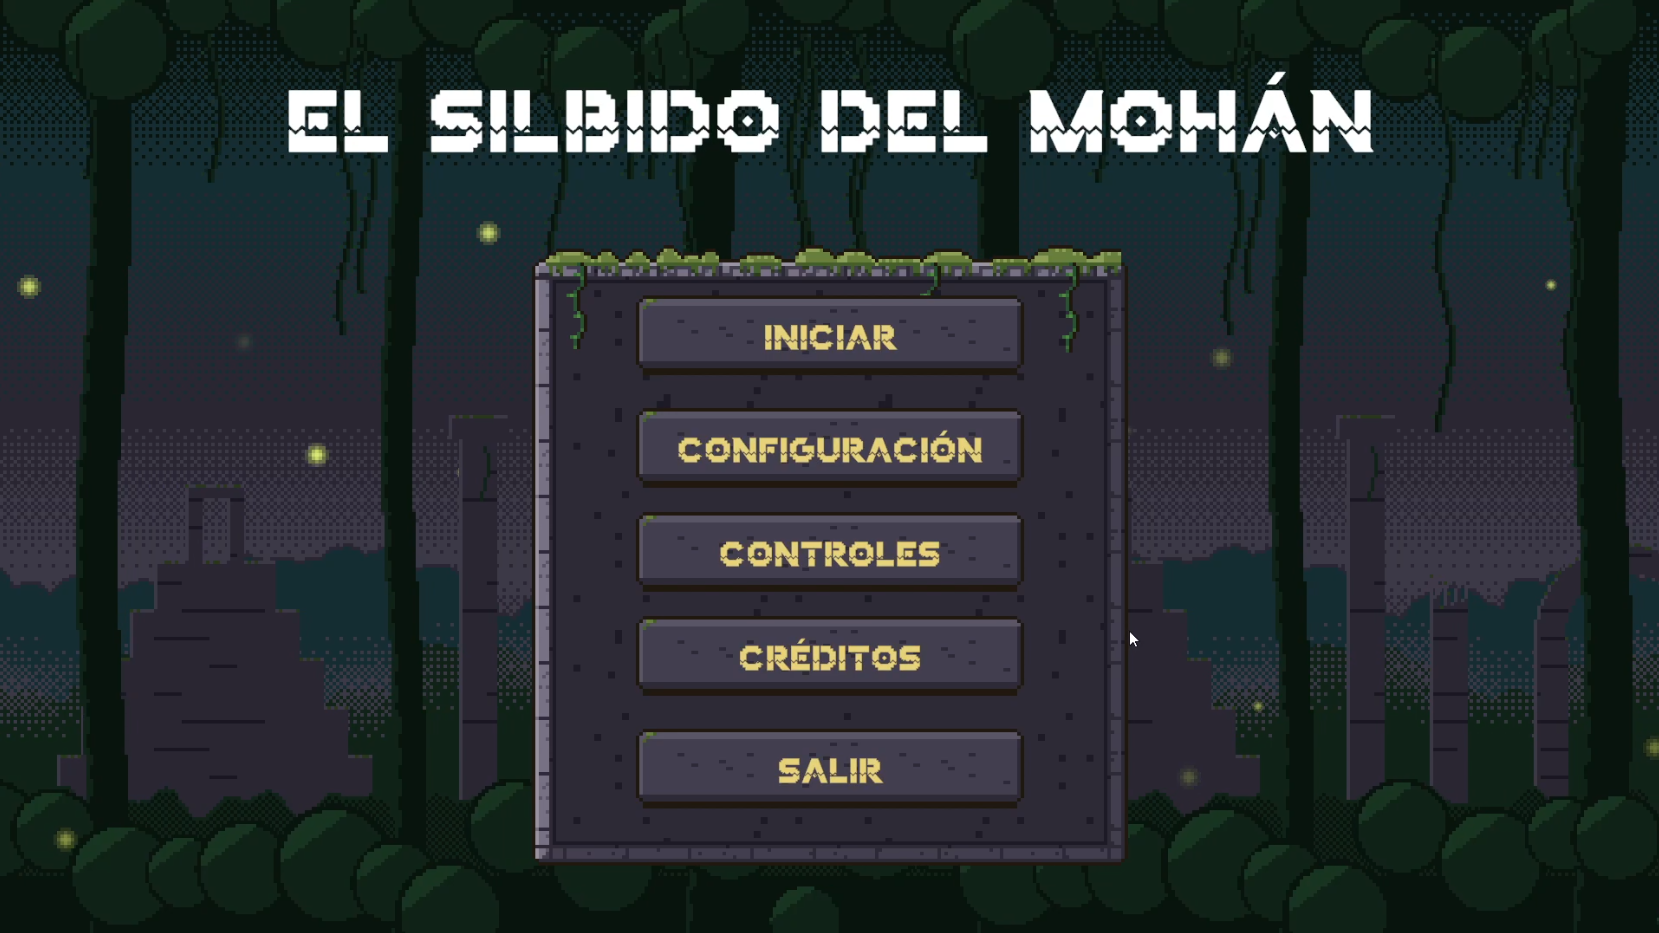 EL SILBIDO DEL MOHÁN
INICIAR
CONFIGURACIÓN
CONTROLES
CRÉDITOS
SALIR